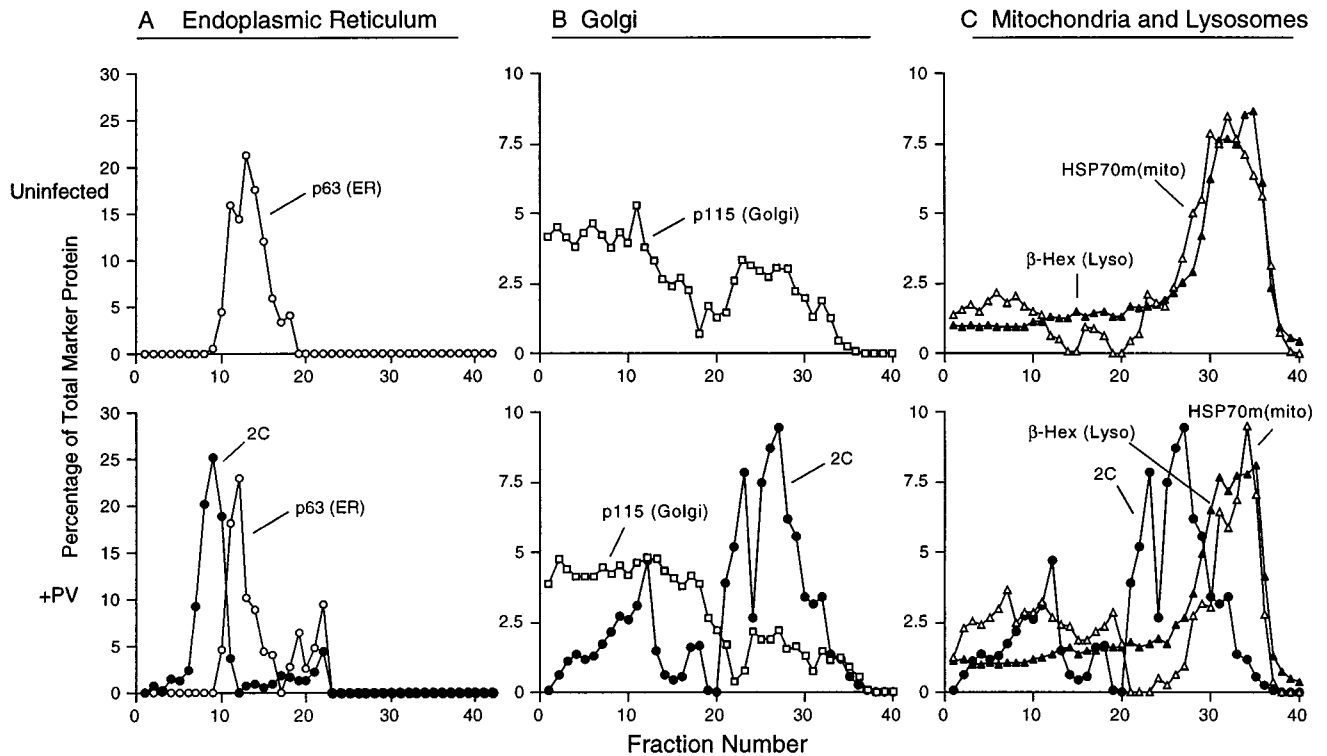 A Endoplasmic Reticulum
B Golgi
C Mitochondria and Lysosomes
Percentage of Total Marker Protein
Uninfected
30
25
20
15
10
5
0
0 10 20 30 40
p63 (ER)
10
7.5
5
2.5
0
0 10 20 30 40
p115 (Golgi)
10
7.5
5
2.5
0
0 10 20 30 40
HSP70m(mito)
β-Hex (Lyso)
+PV
30
25
20
15
10
5
0
0 10 20 30 40
2C
p63 (ER)
10
7.5
5
2.5
0
0 10 20 30 40
2C
p115 (Golgi)
10
7.5
5
2.5
0
0 10 20 30 40
HSP70m(mito)
β-Hex (Lyso)
2C
Fraction Number